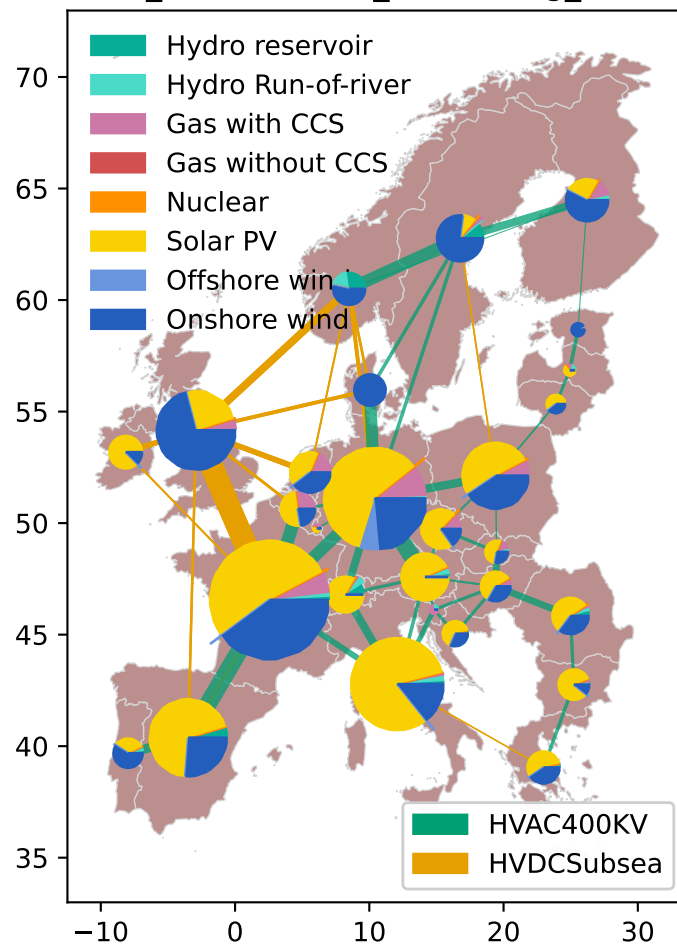 Hydro reservoir
Hydro Run-of-river
Gas with CCS
Gas without CCS
Nuclear
Solar PV
Offshore win
Onshore wind
70
65
60
55
50
45
40
35
HVAC400KV
HVDCSubsea
−10
0
10
20
30